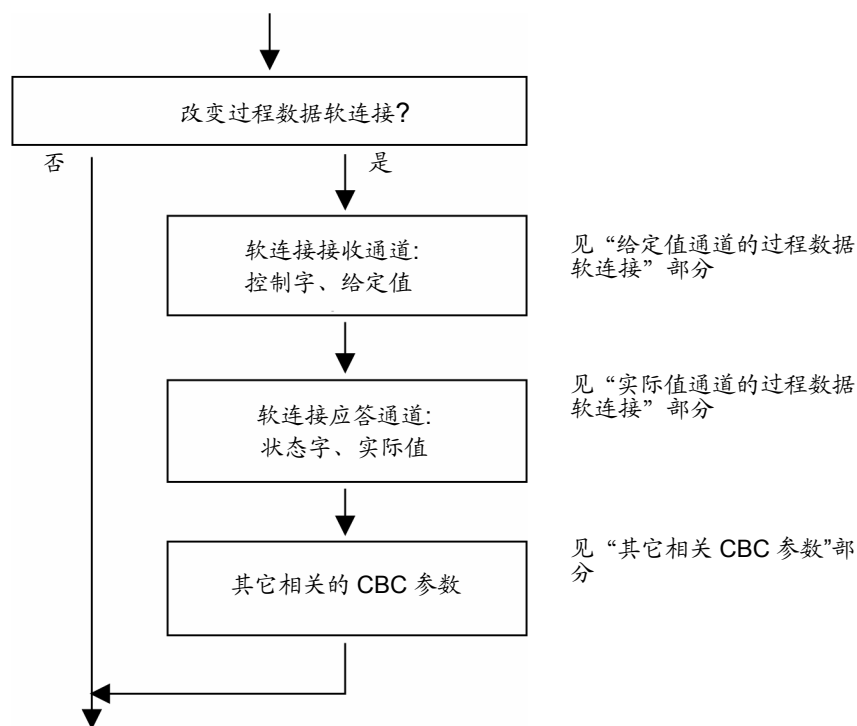 改变过程数据软连接?
否
是
软连接接收通道:
控制字、给定值
见“给定值通道的过程数据
软连接”部分
软连接应答通道:
状态字、实际值
见“实际值通道的过程数据
软连接”部分
其它相关的 CBC 参数
见“其它相关 CBC 参数”部
分